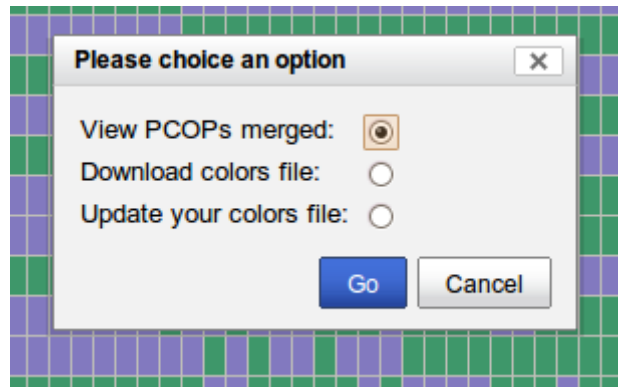 Please choice an option
View PCOPs merged:
Download colors file:
Update your colors file:
Go Cancel